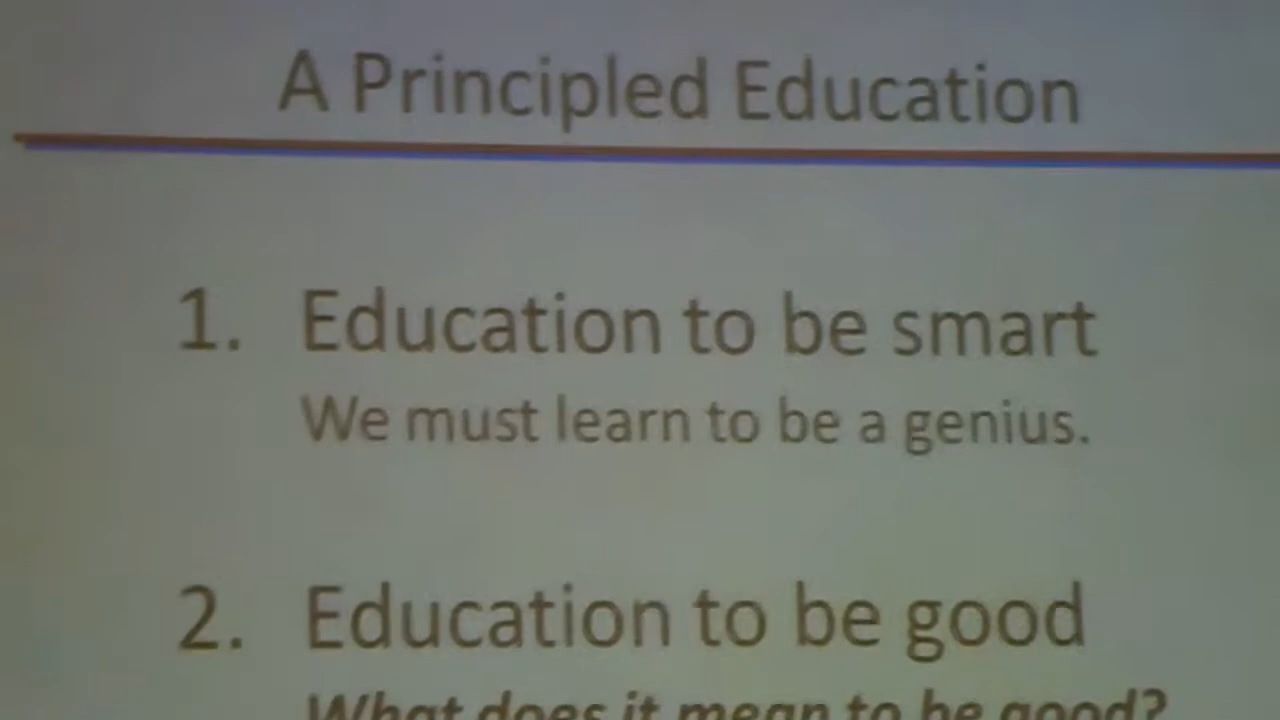 A Principled Education
1. Education to be smart
We must learn to be a genius.
2. Education to be good
What does it mean to be good?